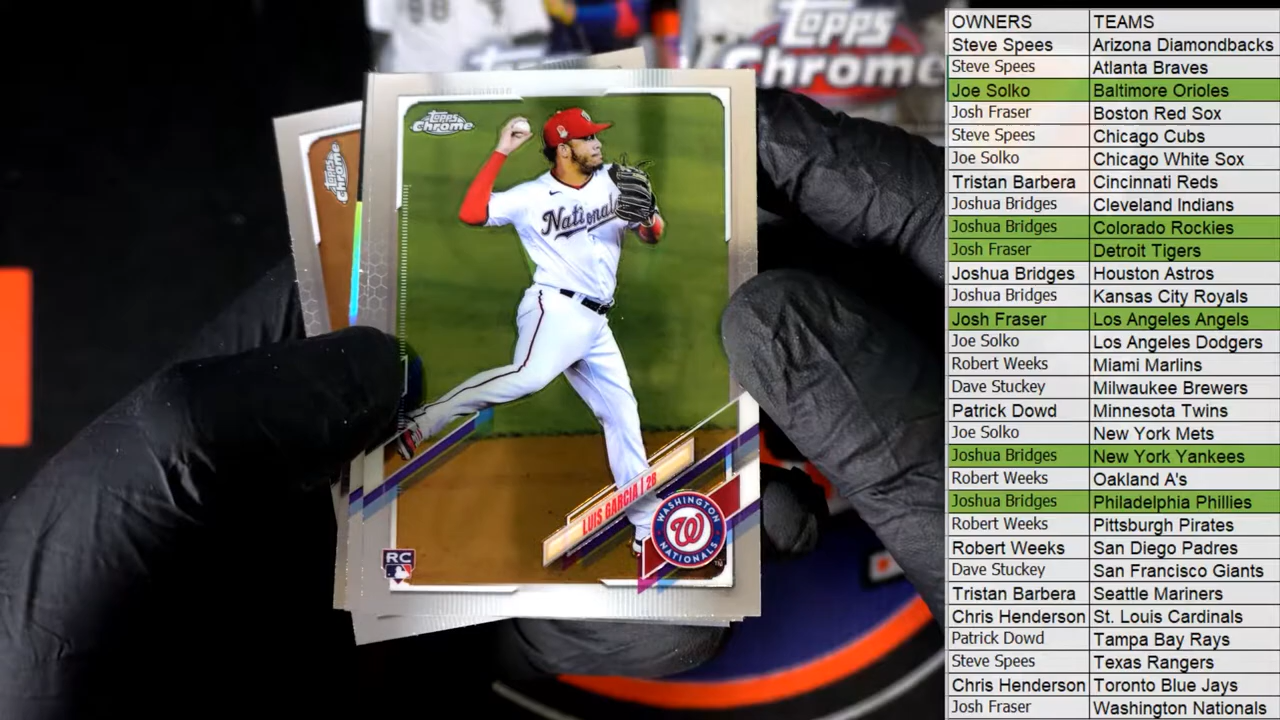 Topps
Chrome
Topps
Chrome
Topps
Chrome
Nationals
LUIS GARCIA | 2B
WASHINGTON
W
NATIONALS
RC
OWNERS TEAMS
Steve Spees Arizona Diamondbacks
Steve Spees Atlanta Braves
Joe Solko Baltimore Orioles
Josh Fraser Boston Red Sox
Steve Spees Chicago Cubs
Joe Solko Chicago White Sox
Tristan Barbera Cincinnati Reds
Joshua Bridges Cleveland Indians
Joshua Bridges Colorado Rockies
Josh Fraser Detroit Tigers
Joshua Bridges Houston Astros
Joshua Bridges Kansas City Royals
Josh Fraser Los Angeles Angels
Joe Solko Los Angeles Dodgers
Robert Weeks Miami Marlins
Dave Stuckey Milwaukee Brewers
Patrick Dowd Minnesota Twins
Joe Solko New York Mets
Joshua Bridges New York Yankees
Robert Weeks Oakland A's
Joshua Bridges Philadelphia Phillies
Robert Weeks Pittsburgh Pirates
Robert Weeks San Diego Padres
Dave Stuckey San Francisco Giants
Tristan Barbera Seattle Mariners
Chris Henderson St. Louis Cardinals
Patrick Dowd Tampa Bay Rays
Steve Spees Texas Rangers
Chris Henderson Toronto Blue Jays
Josh Fraser Washington Nationals